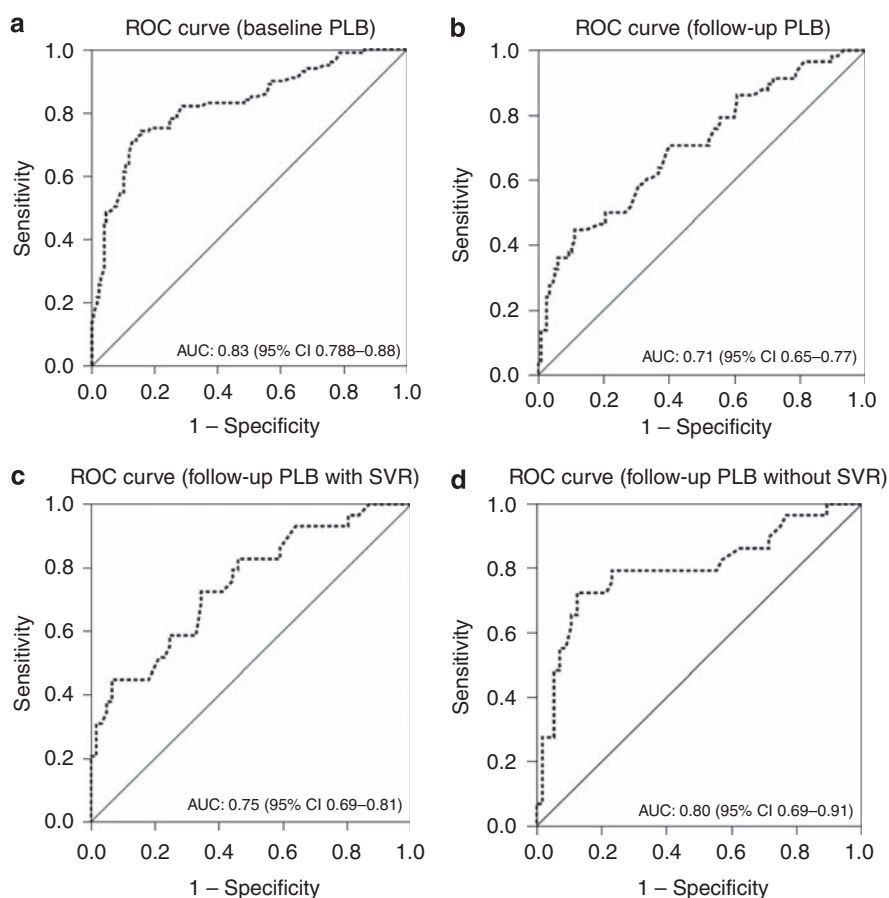 a
ROC curve (baseline PLB)
1.0
0.8
0.6
0.4
0.2
0.0
Sensitivity
AUC: 0.83 (95% CI 0.788–0.88)
0.0 0.2 0.4 0.6 0.8 1.0
1 – Specificity
b
ROC curve (follow-up PLB)
1.0
0.8
0.6
0.4
0.2
0.0
Sensitivity
AUC: 0.71 (95% CI 0.65–0.77)
0.0 0.2 0.4 0.6 0.8 1.0
1 – Specificity
c
ROC curve (follow-up PLB with SVR)
1.0
0.8
0.6
0.4
0.2
0.0
Sensitivity
AUC: 0.75 (95% CI 0.69–0.81)
0.0 0.2 0.4 0.6 0.8 1.0
1 – Specificity
d
ROC curve (follow-up PLB without SVR)
1.0
0.8
0.6
0.4
0.2
0.0
Sensitivity
AUC: 0.80 (95% CI 0.69–0.91)
0.0 0.2 0.4 0.6 0.8 1.0
1 – Specificity